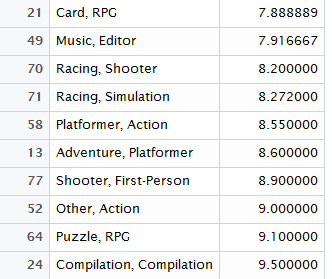 21 Card, RPG 7.888889
49 Music, Editor 7.916667
70 Racing, Shooter 8.200000
71 Racing, Simulation 8.272000
58 Platformer, Action 8.550000
13 Adventure, Platformer 8.600000
77 Shooter, First-Person 8.900000
52 Other, Action 9.000000
64 Puzzle, RPG 9.100000
24 Compilation, Compilation 9.500000